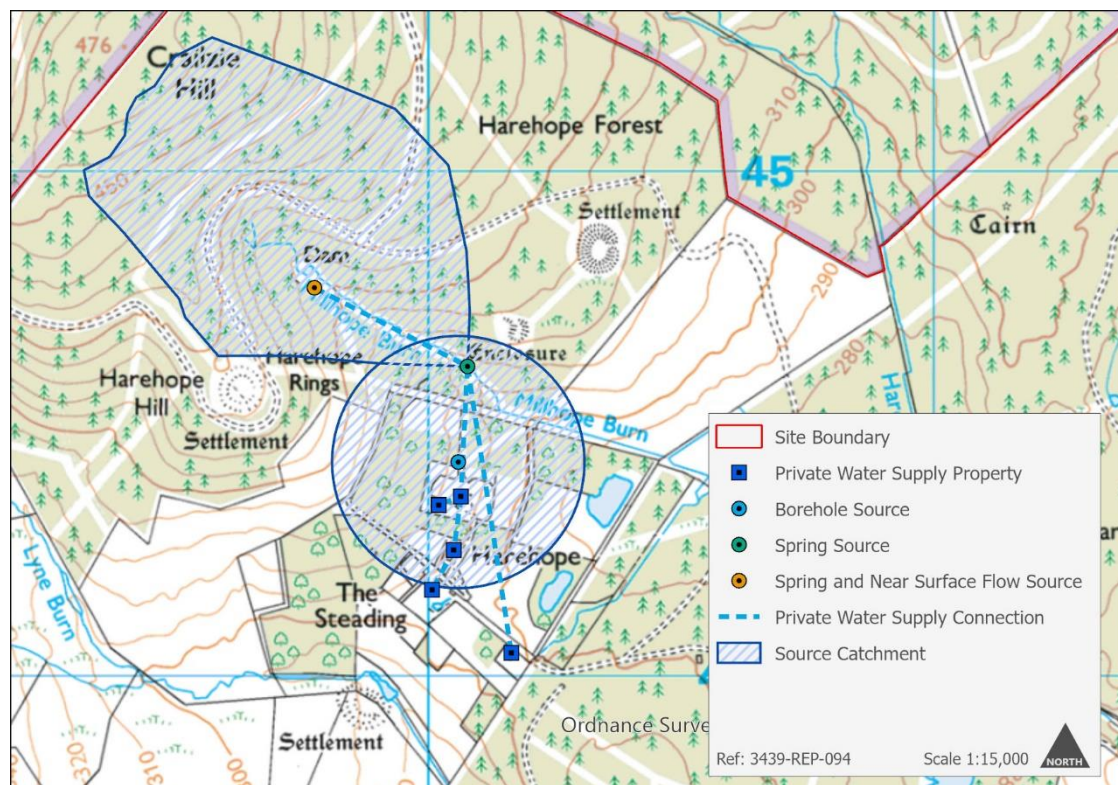 476
Crailzie
Hill
450
Harehope Forest
310
300
45
Settlement
Cairn
Dam
290
Millhope Burn
280
Enclosure
Harehope
Rings
Harehope
Hill
Settlement
Millhope Burn
Har
Lyne Burn
Harehope
The
Steading
Settlement
310
300
Ordnance Surve
Site Boundary
Private Water Supply Property
Borehole Source
Spring Source
Spring and Near Surface Flow Source
Private Water Supply Connection
Source Catchment
Ref: 3439-REP-094
Scale 1:15,000
NORTH